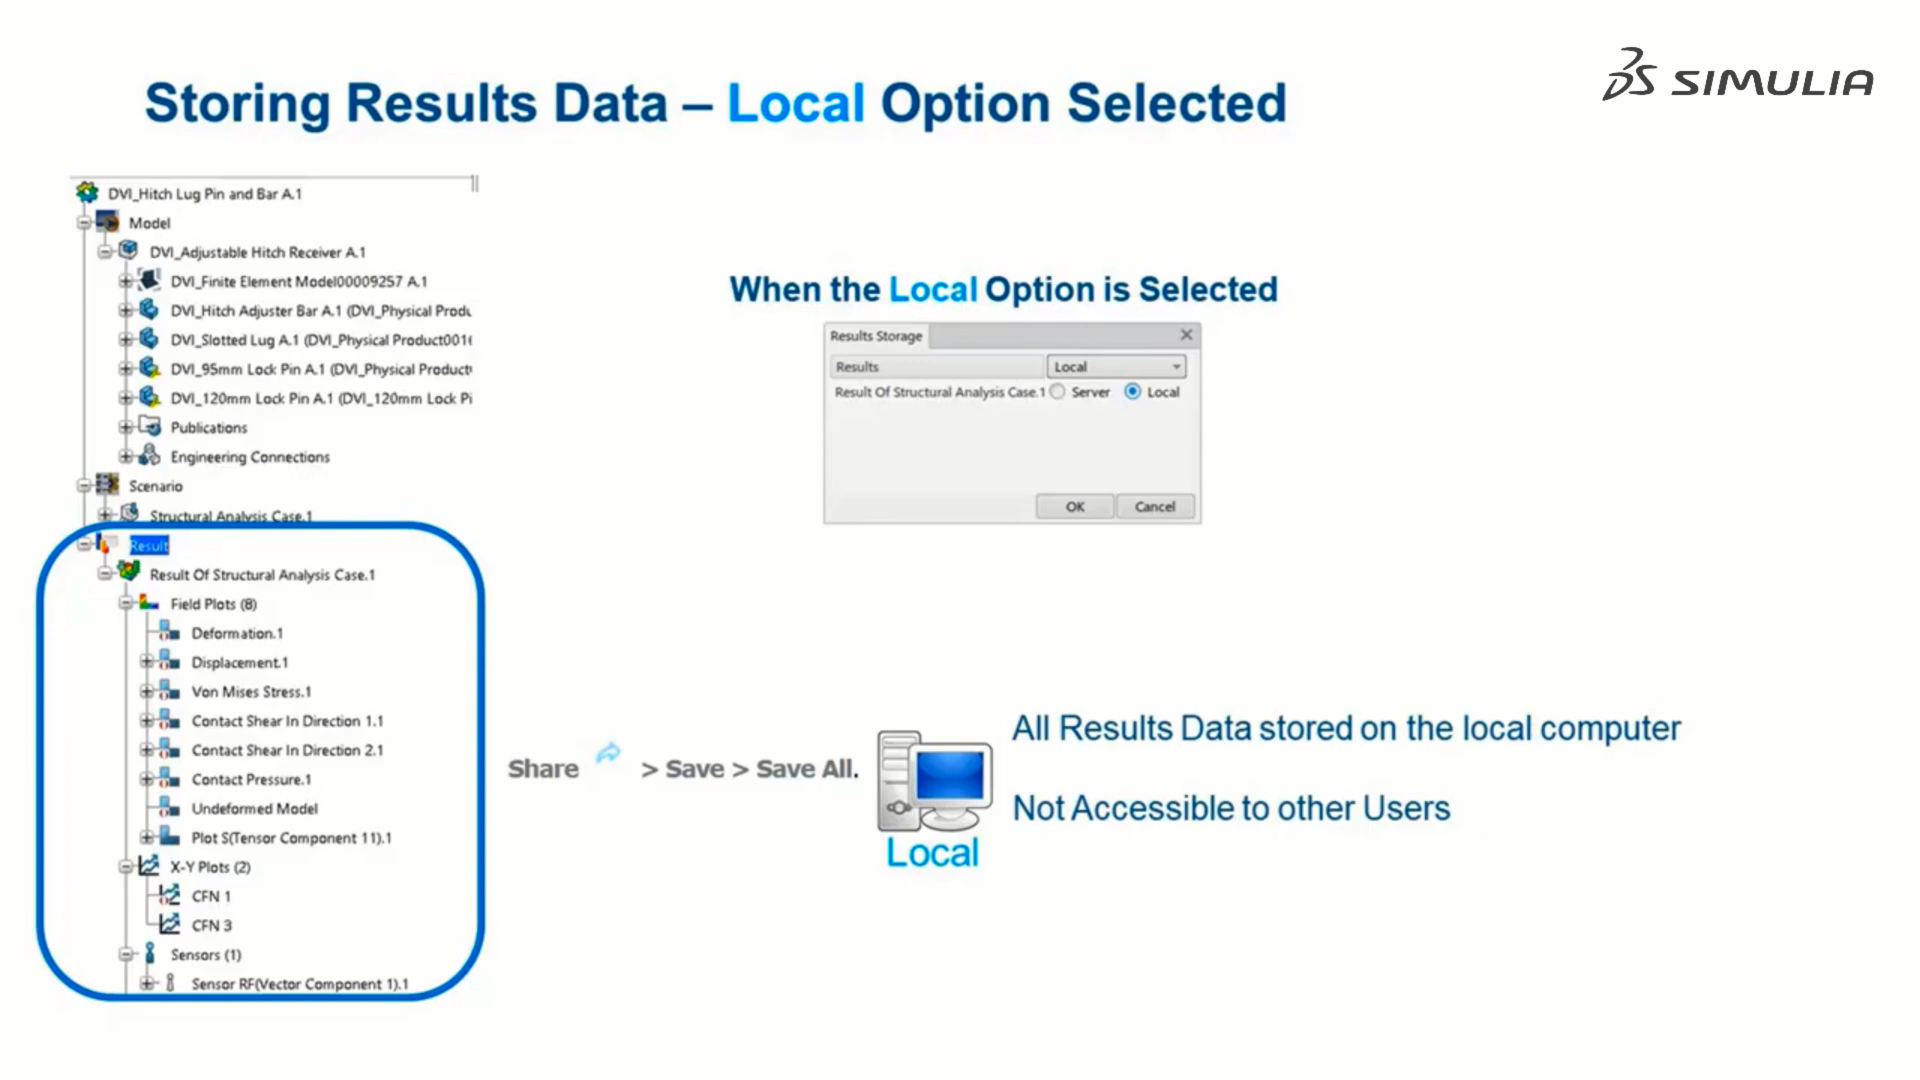 SIMULIA
Storing Results Data – Local Option Selected
DVI_Hitch Lug Pin and Bar A.1
Model
DVI_Adjustable Hitch Receiver A.1
DVI_Finite Element Model00009257 A.1
DVI_Hitch Adjuster Bar A.1 (DVI_Physical Produ
DVI_Slotted Lug A.1 (DVI_Physical Product001
DVI_95mm Lock Pin A.1 (DVI_Physical Product
DVI_120mm Lock Pin A.1 (DVI_120mm Lock Pi
Publications
Engineering Connections
Scenario
Structural Analysis Case.1
Result
Result Of Structural Analysis Case.1
Field Plots (8)
Deformation.1
Displacement.1
Von Mises Stress.1
Contact Shear In Direction 1.1
Contact Shear In Direction 2.1
Contact Pressure.1
Undeformed Model
Plot S(Tensor Component 11).1
X-Y Plots (2)
CFN 1
CFN 3
Sensors (1)
Sensor RF(Vector Component 1).1
When the Local Option is Selected
Results Storage
Results Local
Result Of Structural Analysis Case.1 Server Local
OK Cancel
Share > Save > Save All.
Local
All Results Data stored on the local computer
Not Accessible to other Users